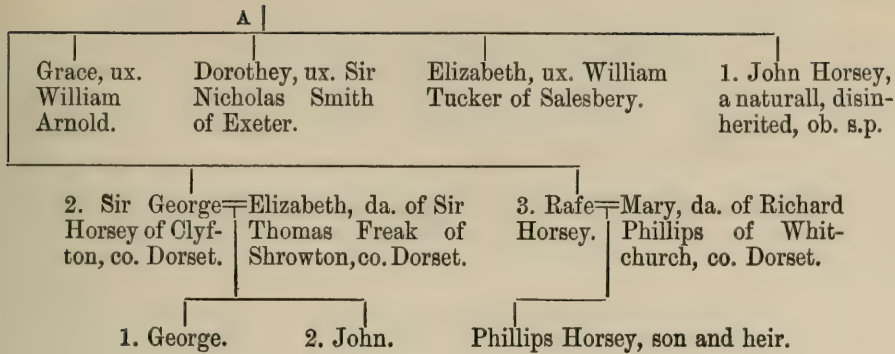 A
Grace, ux.
William
Arnold.
Dorothey, ux. Sir
Nicholas Smith
of Exeter.
Elizabeth, ux. William
Tucker of Salesbery.
1. John Horsey,
a naturall, disin-
herited, ob. s.p.
2. Sir George
Horsey of Clyf-
ton, co. Dorset.
Elizabeth, da. of Sir
Thomas Freak of
Shrowton, co. Dorset.
3. Rafe
Horsey.
Mary, da. of Richard
Phillips of Whit-
church, co. Dorset.
1. George.
2. John.
Phillips Horsey, son and heir.